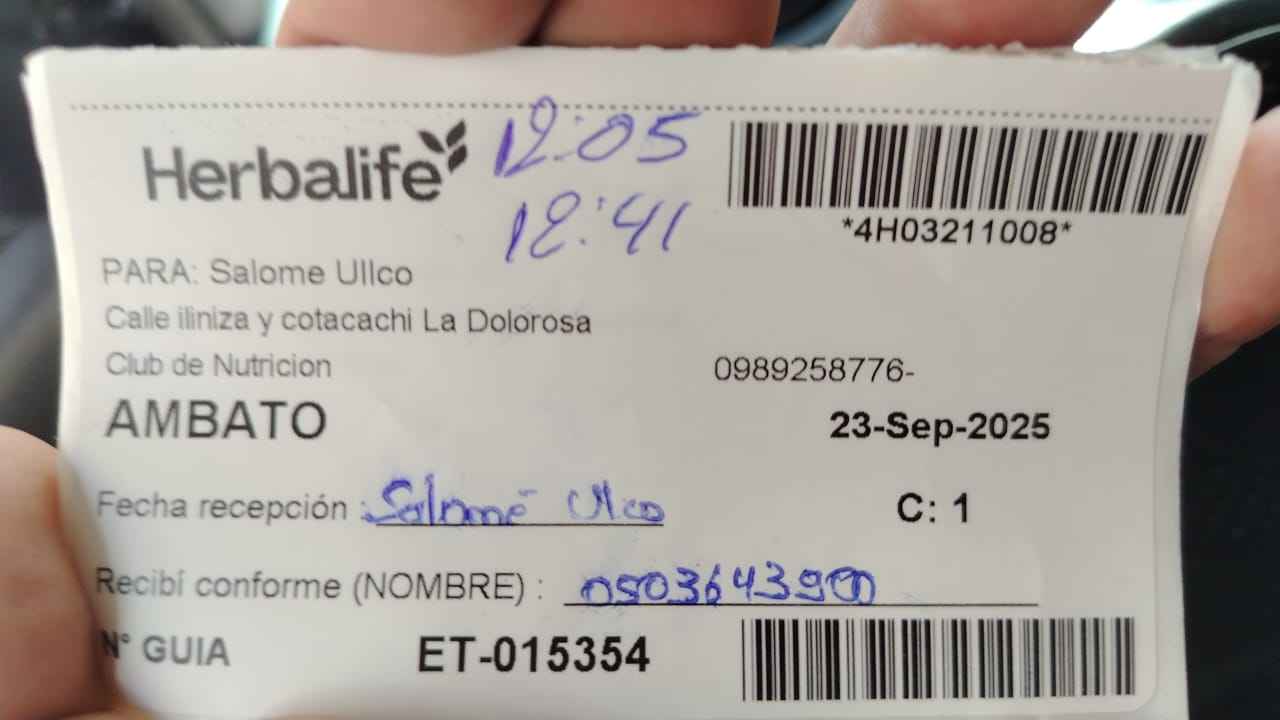 Herbalife
12:05
12:41
*4H03211008*
PARA: Salome Ullco
Calle iliniza y cotacachi La Dolorosa
Club de Nutricion 0989258776-
AMBATO 23-Sep-2025
Fecha recepción : Salomé Ullco C: 1
Recibí conforme (NOMBRE) : 0503643900
N° GUIA ET-015354